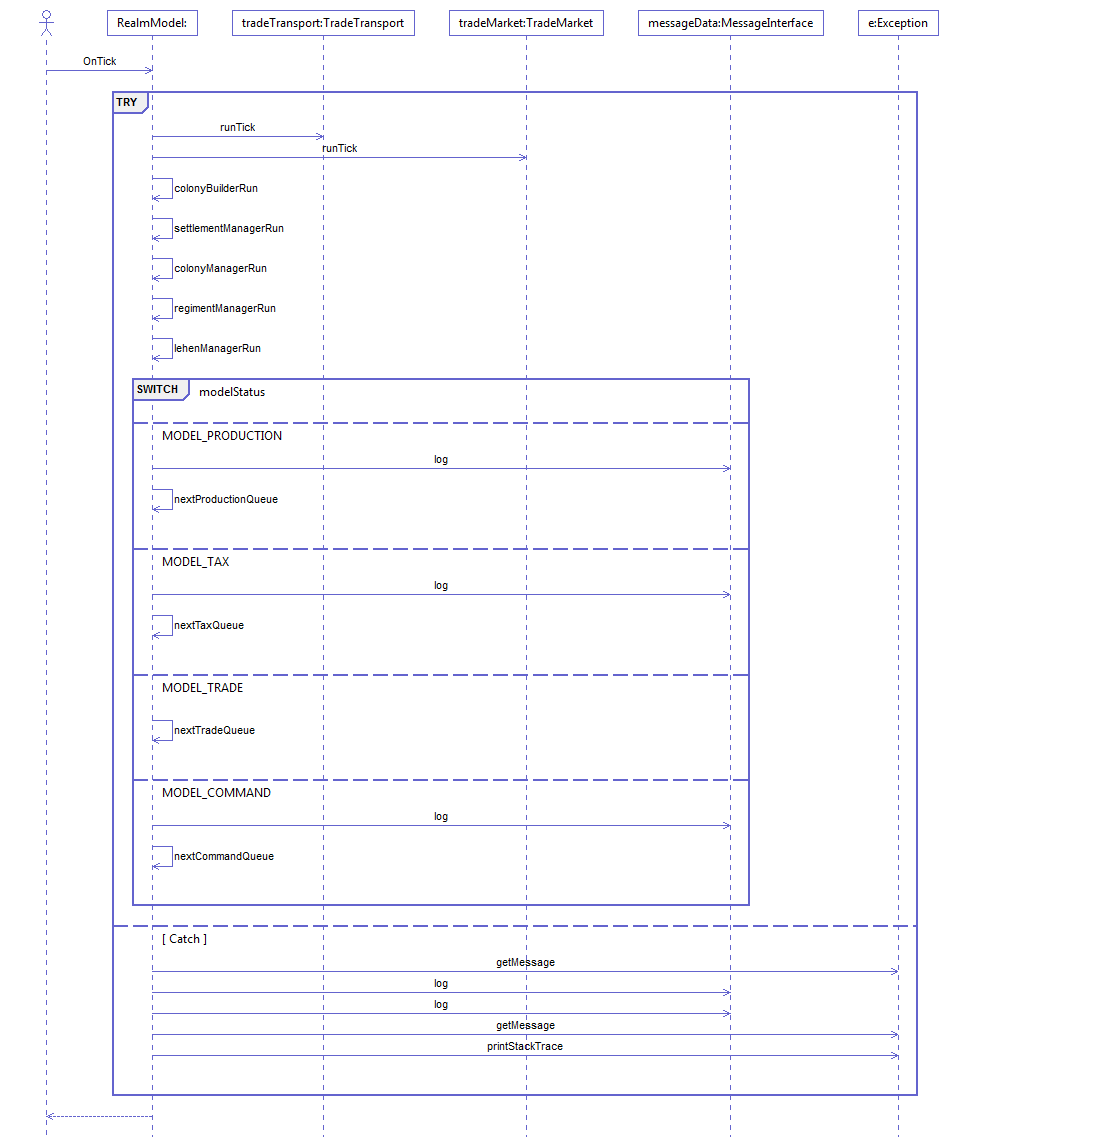 RealmModel:
tradeTransport:TradeTransport
tradeMarket:TradeMarket
messageData:MessageInterface
e:Exception
OnTick
TRY
runTick
runTick
colonyBuilderRun
settlementManagerRun
colonyManagerRun
regimentManagerRun
lehenManagerRun
SWITCH modelStatus
MODEL_PRODUCTION
log
nextProductionQueue
MODEL_TAX
log
nextTaxQueue
MODEL_TRADE
nextTradeQueue
MODEL_COMMAND
log
nextCommandQueue
[ Catch ]
getMessage
log
log
getMessage
printStackTrace